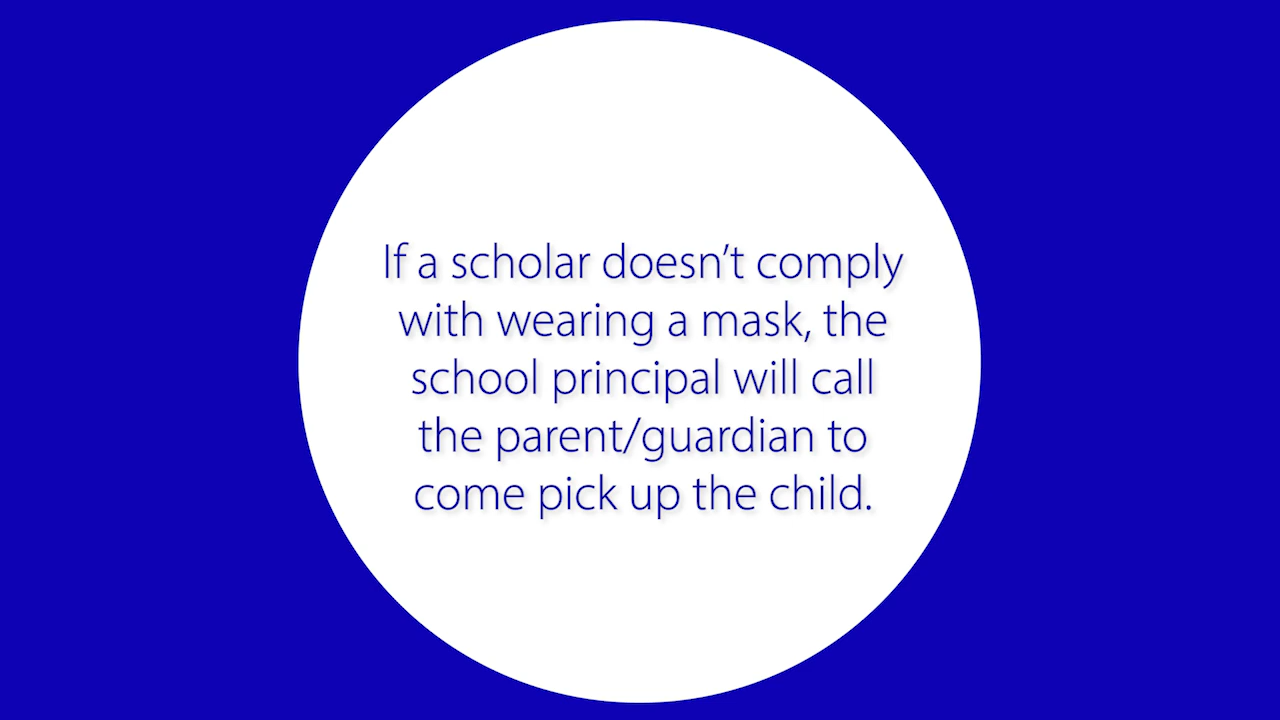 If a scholar doesn’t comply
with wearing a mask, the
school principal will call
the parent/guardian to
come pick up the child.